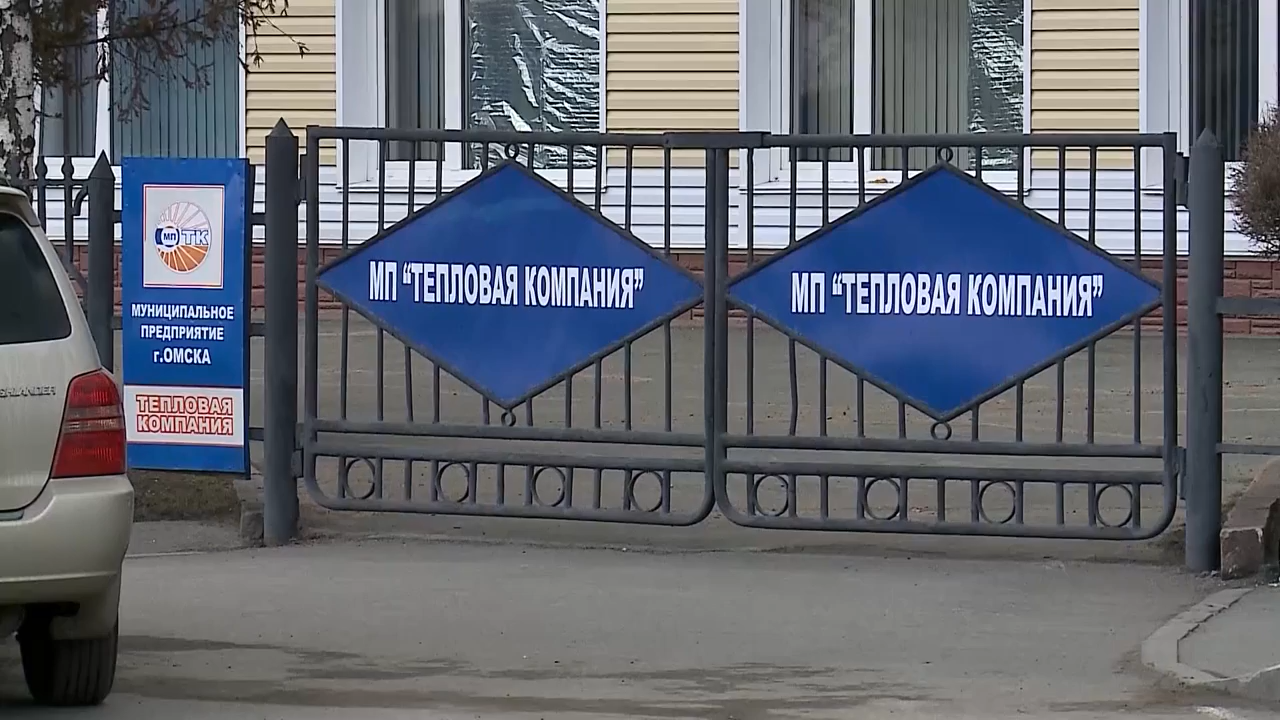 МП ТК
МУНИЦИПАЛЬНОЕ
ПРЕДПРИЯТИЕ
г.ОМСКА
ТЕПЛОВАЯ
КОМПАНИЯ
МП “ТЕПЛОВАЯ КОМПАНИЯ”
МП “ТЕПЛОВАЯ КОМПАНИЯ”